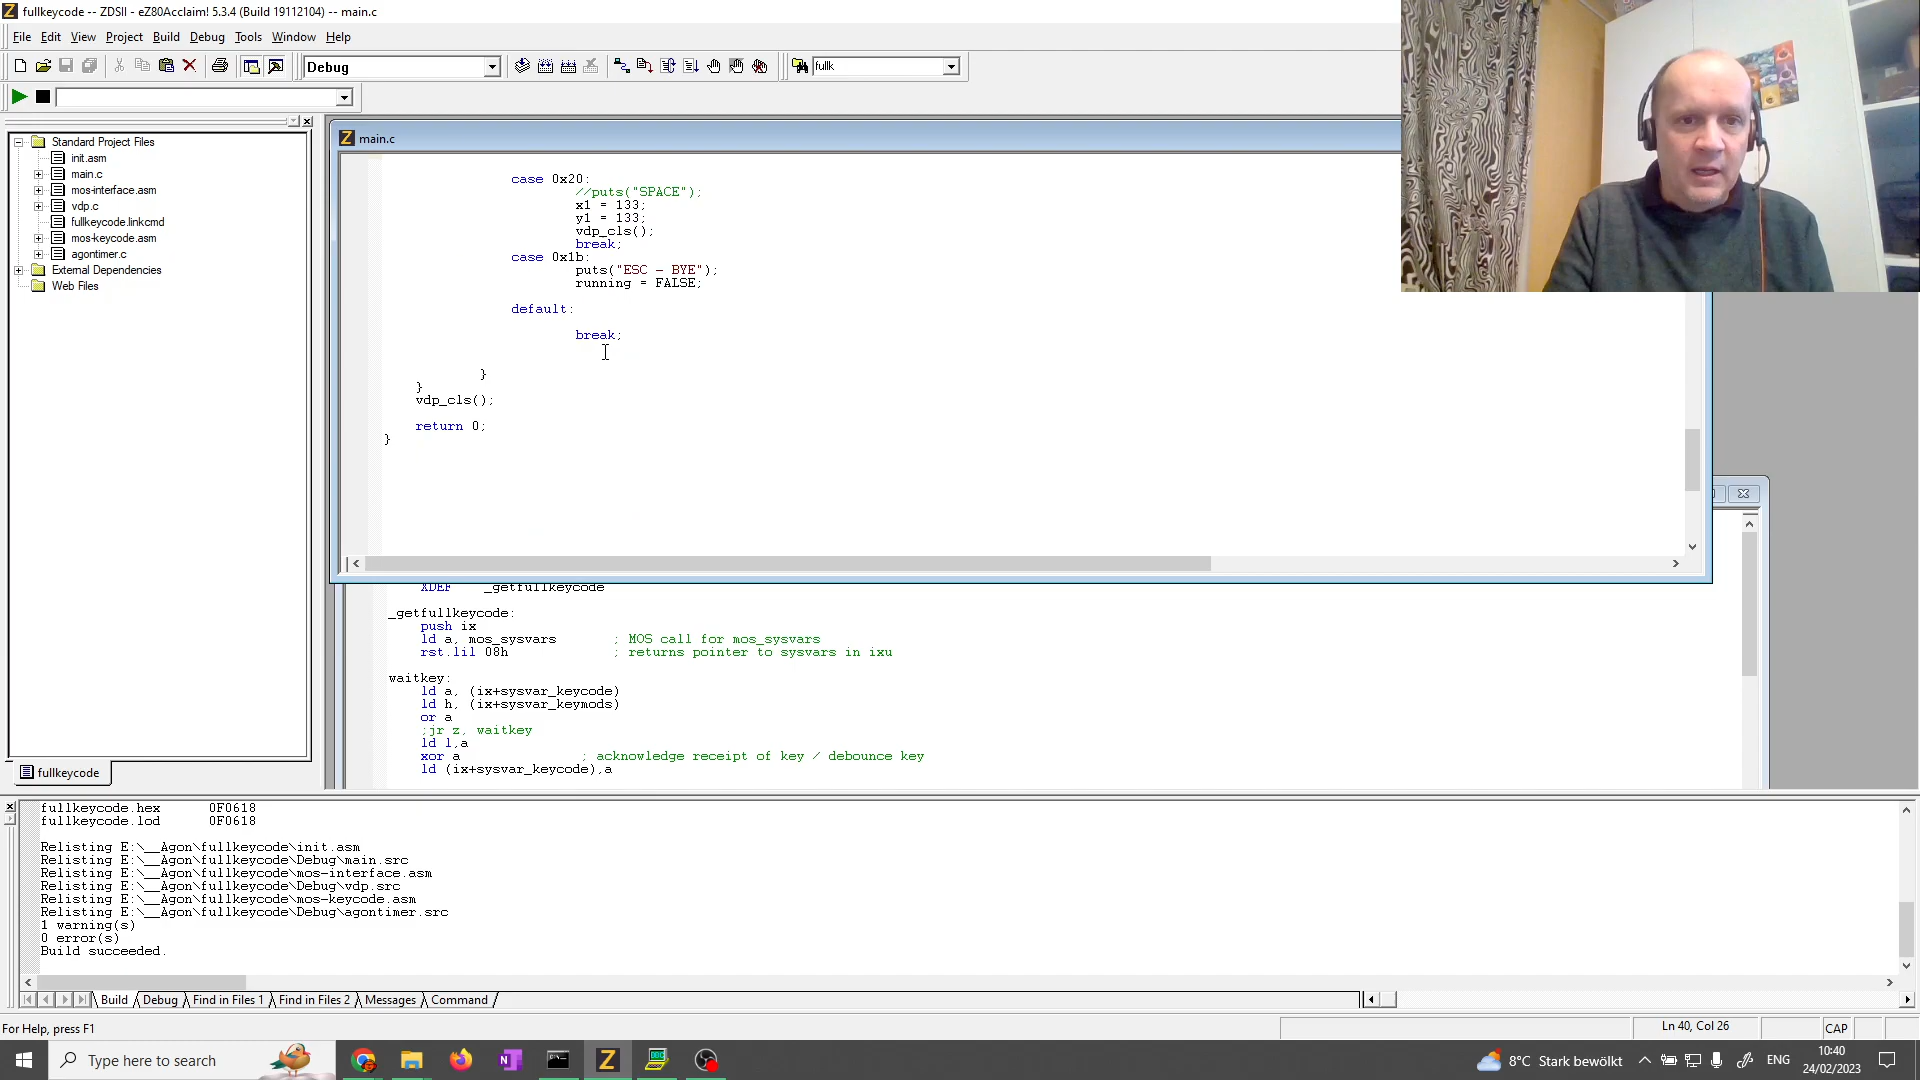 fullkeycode -- ZDSII - eZ80Acclaim! 5.3.4 (Build 19112104) -- main.c
File Edit View Project Build Debug Tools Window Help
Debug
fullk
Standard Project Files
init.asm
main.c
mos-interface.asm
vdp.c
fullkeycode.linkcmd
mos-keycode.asm
agontimer.c
External Dependencies
Web Files
fullkeycode
main.c
case 0x20:
//puts("SPACE");
x1 = 133;
y1 = 133;
vdp_cls();
break;
case 0x1b:
puts("ESC - BYE");
running = FALSE;
default:
break;
}
}
vdp_cls();
return 0;
}
XDEF _getfullkeycode
_getfullkeycode:
push ix
ld a, mos_sysvars ; MOS call for mos_sysvars
rst.lil 08h ; returns pointer to sysvars in ixu
waitkey:
ld a, (ix+sysvar_keycode)
ld h, (ix+sysvar_keymods)
or a
;jr z, waitkey
ld l,a
xor a ; acknowledge receipt of key / debounce key
ld (ix+sysvar_keycode),a
fullkeycode.hex 0F0618
fullkeycode.lod 0F0618
Relisting E:\__Agon\fullkeycode\init.asm
Relisting E:\__Agon\fullkeycode\Debug\main.src
Relisting E:\__Agon\fullkeycode\mos-interface.asm
Relisting E:\__Agon\fullkeycode\Debug\vdp.src
Relisting E:\__Agon\fullkeycode\mos-keycode.asm
Relisting E:\__Agon\fullkeycode\Debug\agontimer.src
1 warning(s)
0 error(s)
Build succeeded.
Build Debug Find in Files 1 Find in Files 2 Messages Command
For Help, press F1
Ln 40, Col 26
CAP
Type here to search
8°C Stark bewölkt
ENG
10:40
24/02/2023